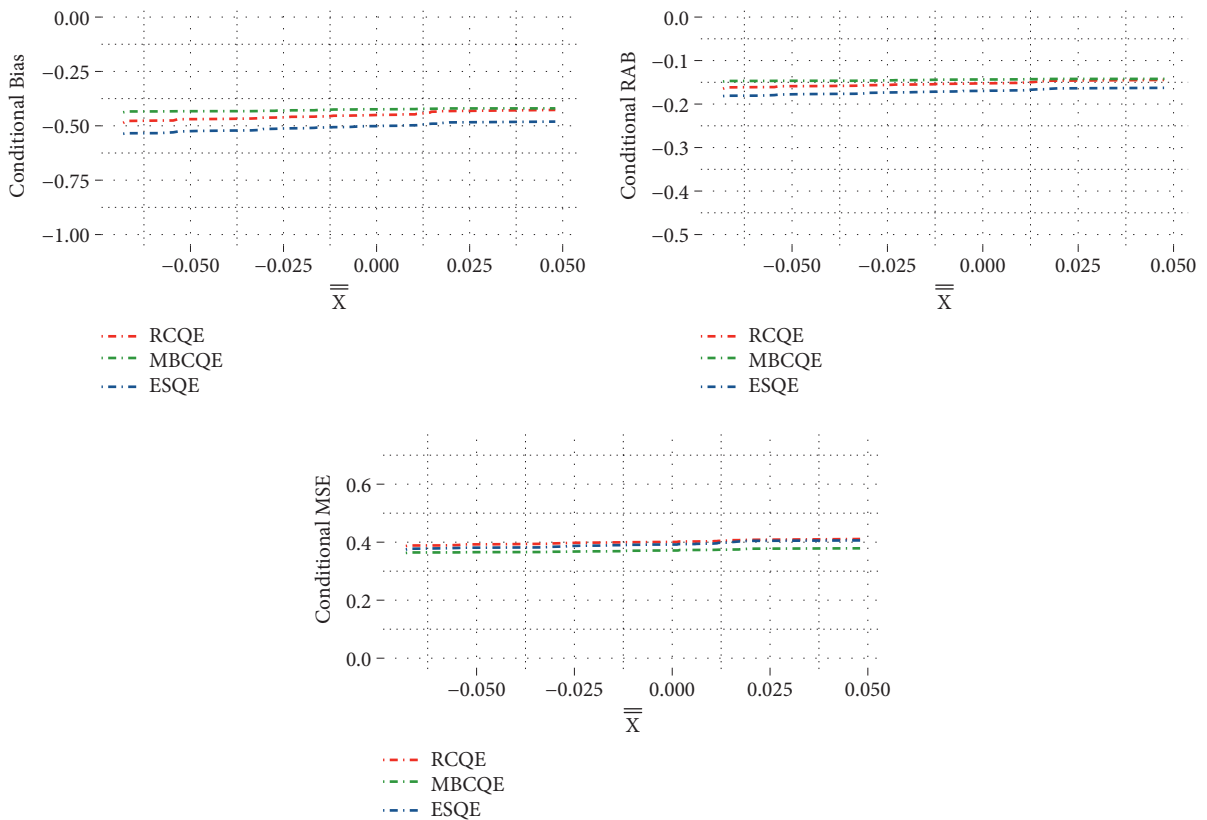 Conditional Bias
0.00
−0.25
−0.50
−0.75
−1.00
−0.050 −0.025 0.000 0.025 0.050
X
RCQE
MBCQE
ESQE
Conditional RAB
0.0
−0.1
−0.2
−0.3
−0.4
−0.5
−0.050 −0.025 0.000 0.025 0.050
X
RCQE
MBCQE
ESQE
Conditional MSE
0.6
0.4
0.2
0.0
−0.050 −0.025 0.000 0.025 0.050
X
RCQE
MBCQE
ESQE